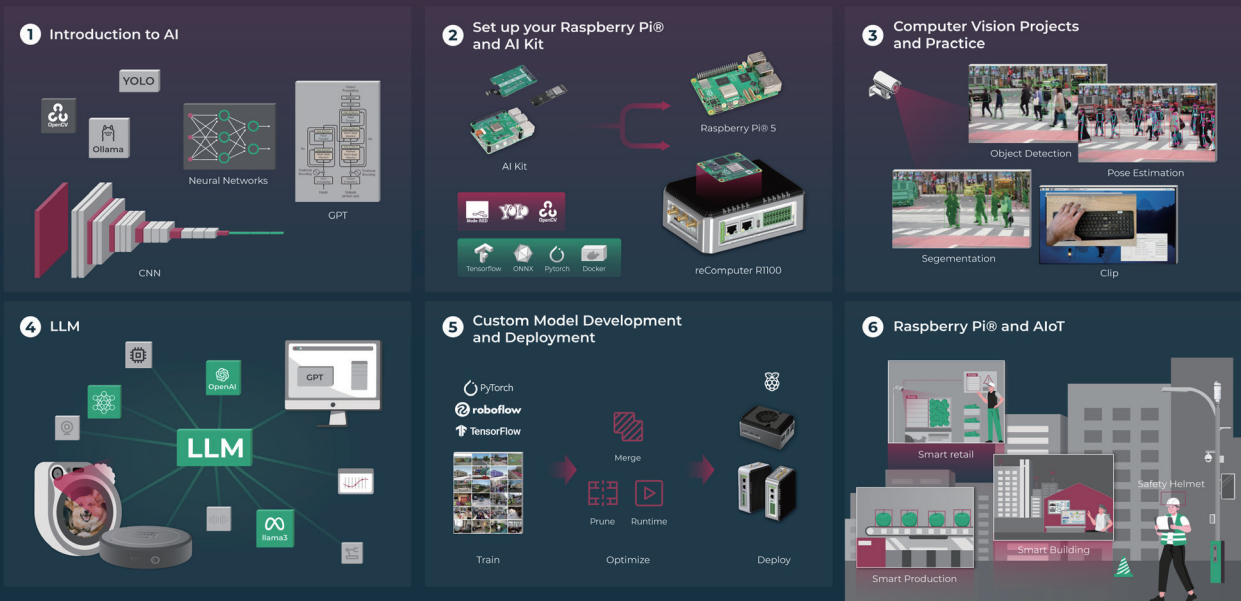 1 Introduction to AI
YOLO
OpenCV
Ollama
Neural Networks
GPT
CNN
2 Set up your Raspberry Pi®
and AI Kit
AI Kit
Raspberry Pi® 5
Node RED
YOLO
OpenCV
Tensorflow
ONNX
Pytorch
Docker
reComputer R1100
3 Computer Vision Projects
and Practice
Object Detection
Pose Estimation
Segementation
Clip
4 LLM
OpenAI
GPT
LLM
llama3
5 Custom Model Development
and Deployment
PyTorch
roboflow
TensorFlow
Merge
Prune
Runtime
Train
Optimize
Deploy
6 Raspberry Pi® and AIoT
Smart retail
Safety Helmet
Smart Building
Smart Production